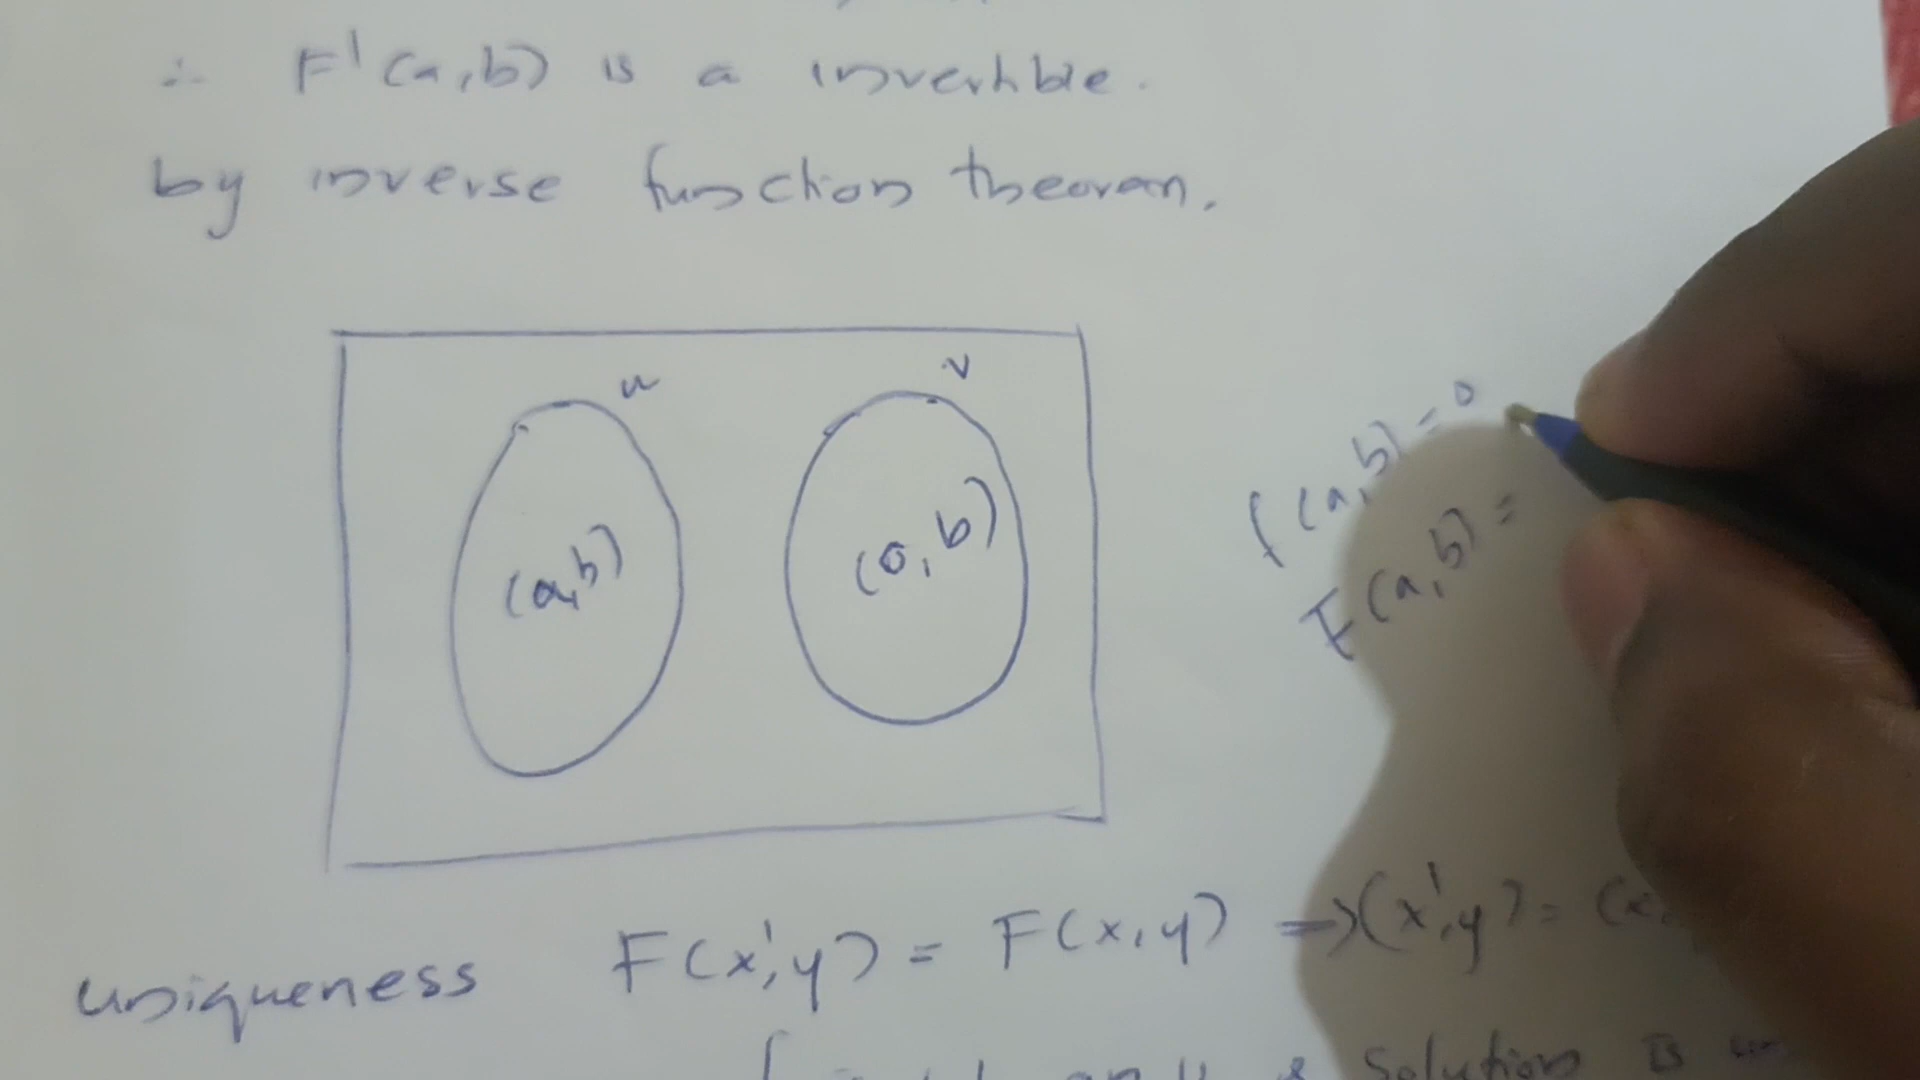 ∴ F'(a,b) is a invertible.
by inverse function theorem.
u
v
(a,b)
(0,b)
f(a,b)=0
F(a,b)=
uniqueness F(x',y) = F(x,y) ⇒ (x',y) = (x
solution is